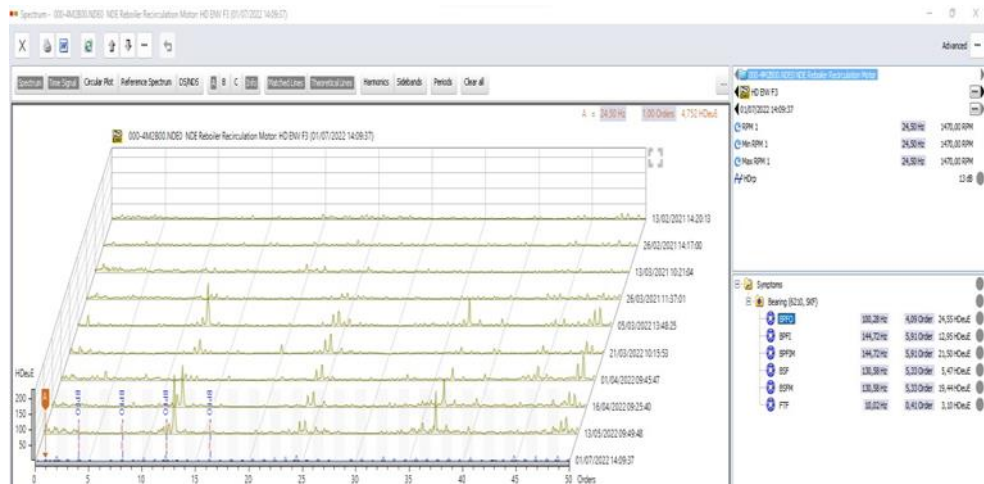 Spectrum - 000-4M2B00.NDE0 NDE Reboiler Recirculation Motor: HD ENV F3 (01/07/2022 14:09:37)
Advanced
Spectrum Time Signal Circular Plot Reference Spectrum DS/NDS A B C Info Matched Lines Theoretical Lines Harmonics Sidebands Periods Clear all
A = 24,50 Hz 1,00 Orders 4,752 HDeuE
000-4M2B00.NDE0 NDE Reboiler Recirculation Motor: HD ENV F3 (01/07/2022 14:09:37)
13/02/2021 14:20:13
26/02/2021 14:17:00
13/03/2021 10:21:04
26/03/2021 11:37:01
05/03/2022 13:48:25
21/03/2022 10:15:53
01/04/2022 09:45:47
16/04/2022 09:25:40
13/05/2022 09:49:48
01/07/2022 14:09:37
HDeuE
200
150
100
50
A
0 5 10 15 20 25 30 35 40 45 50 Orders
000-4M2B00.NDE0 NDE Reboiler Recirculation Motor
HD ENV F3
01/07/2022 14:09:37
RPM 1 24,50 Hz 1470,00 RPM
Min RPM 1 24,50 Hz 1470,00 RPM
Max RPM 1 24,50 Hz 1470,00 RPM
HDrp 13 dB
Symptoms
Bearing (6210, SKF)
BPFO 100,28 Hz 4,09 Order 24,55 HDeuE
BPFI 144,72 Hz 5,91 Order 12,95 HDeuE
BPFIM 144,72 Hz 5,91 Order 21,50 HDeuE
BSF 130,58 Hz 5,33 Order 5,47 HDeuE
BSFM 130,58 Hz 5,33 Order 19,44 HDeuE
FTF 10,02 Hz 0,41 Order 3,10 HDeuE